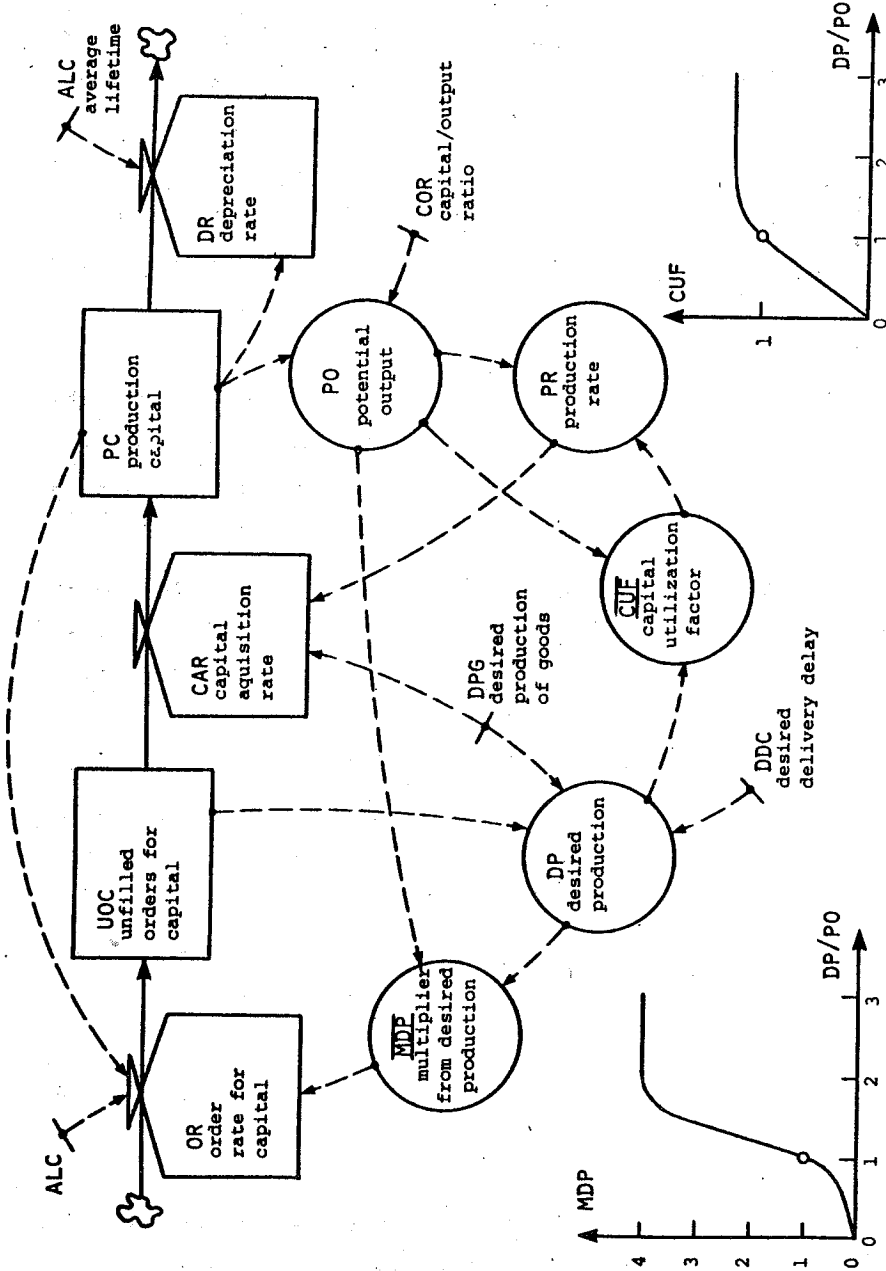 ALC
OR
order
rate for
capital
UOC
unfilled
orders for
capital
CAR
capital
aquisition
rate
PC
production
capital
DR
depreciation
rate
ALC
average
lifetime
MDP
multiplier
from desired
production
DP
desired
production
DPG
desired
production
of goods
DDC
desired
delivery delay
CUF
capital
utilization
factor
PO
potential
output
PR
production
rate
COR
capital/output
ratio
MDP
4
3
2
1
0
0
1
2
3
DP/PO
CUF
1
0
1
2
3
DP/PO